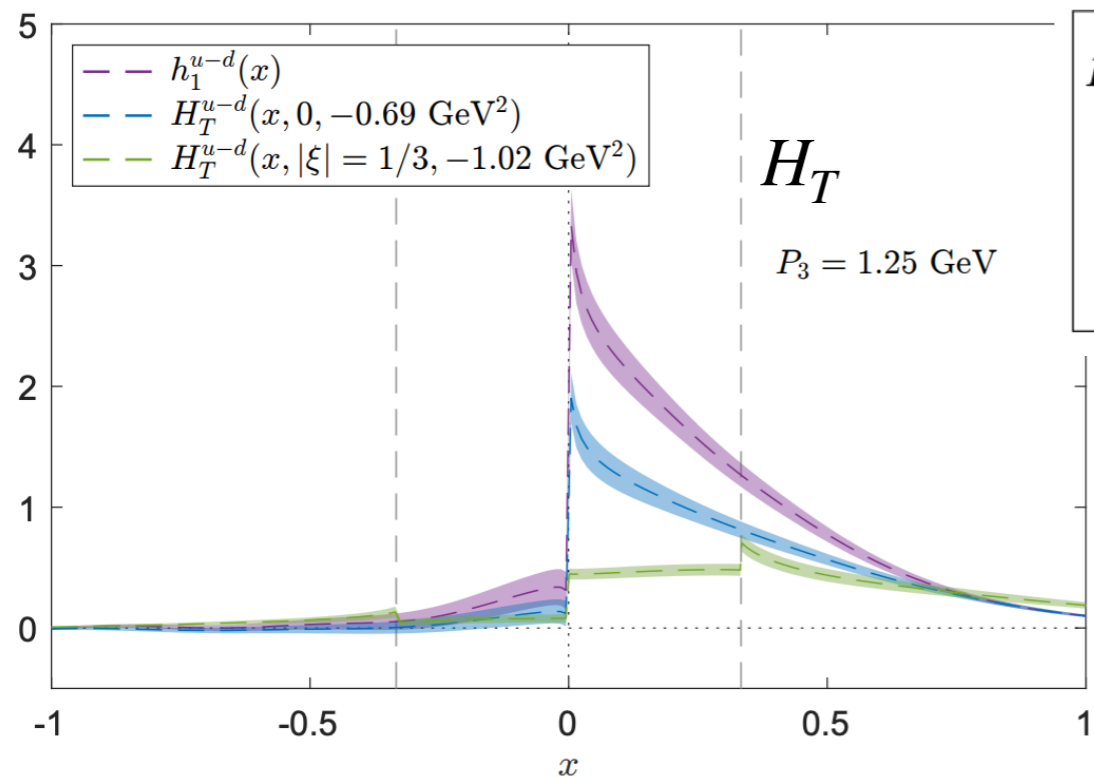 5
4
3
2
1
0
h_1^{u-d}(x)
H_T^{u-d}(x, 0, −0.69 GeV²)
H_T^{u-d}(x, |ξ| = 1/3, −1.02 GeV²)
H_T
P_3 = 1.25 GeV
-1 -0.5 0 0.5 1
x